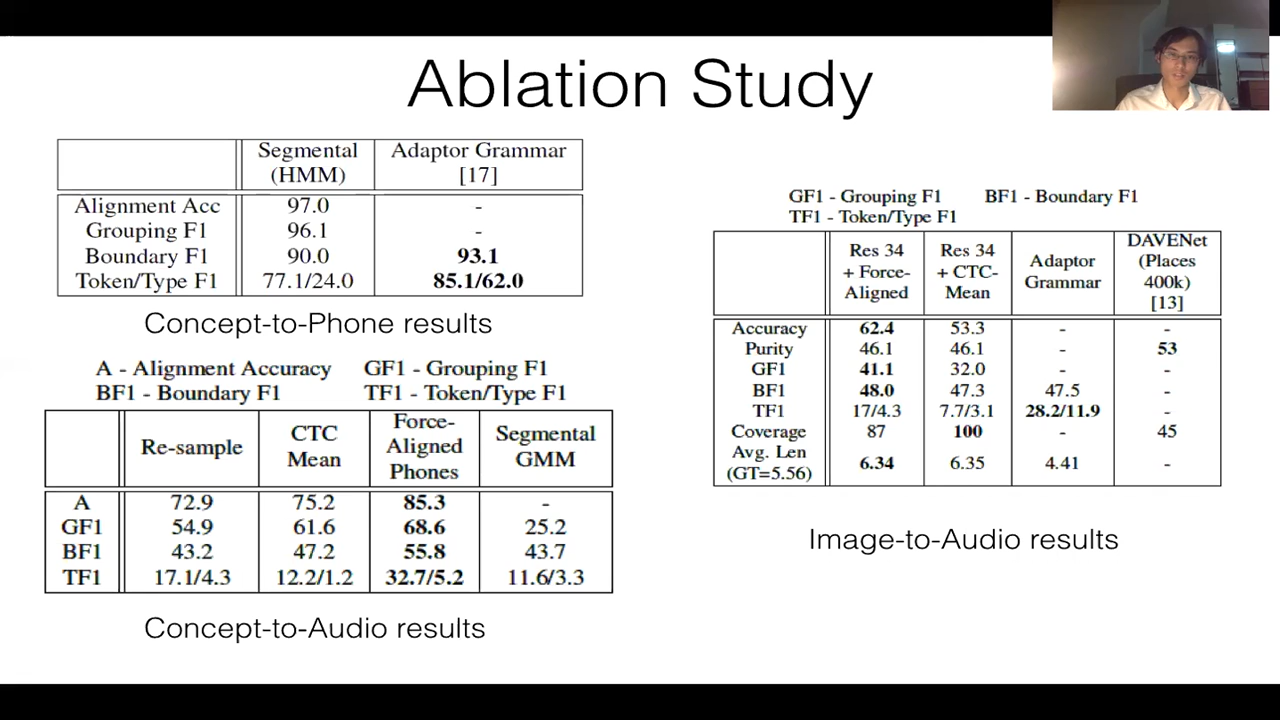 Ablation Study
Segmental (HMM) Adaptor Grammar [17]
Alignment Acc 97.0 -
Grouping F1 96.1 -
Boundary F1 90.0 93.1
Token/Type F1 77.1/24.0 85.1/62.0
Concept-to-Phone results
A - Alignment Accuracy GF1 - Grouping F1
BF1 - Boundary F1 TF1 - Token/Type F1
Re-sample CTC Mean Force-Aligned Phones Segmental GMM
A 72.9 75.2 85.3 -
GF1 54.9 61.6 68.6 25.2
BF1 43.2 47.2 55.8 43.7
TF1 17.1/4.3 12.2/1.2 32.7/5.2 11.6/3.3
Concept-to-Audio results
GF1 - Grouping F1 BF1 - Boundary F1
TF1 - Token/Type F1
Res 34 + Force-Aligned Res 34 + CTC-Mean Adaptor Grammar DAVENet (Places 400k) [13]
Accuracy 62.4 53.3 - -
Purity 46.1 46.1 - 53
GF1 41.1 32.0 - -
BF1 48.0 47.3 47.5 -
TF1 17/4.3 7.7/3.1 28.2/11.9 -
Coverage 87 100 - 45
Avg. Len (GT=5.56) 6.34 6.35 4.41 -
Image-to-Audio results